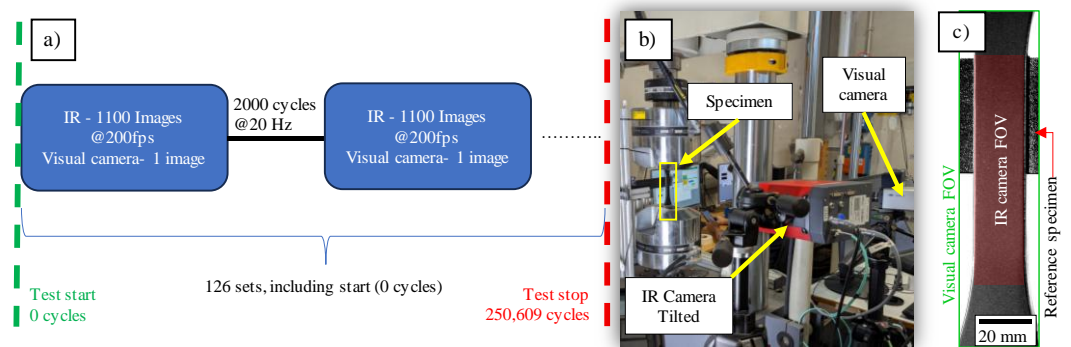 a)
IR - 1100 Images
@200fps
Visual camera- 1 image
2000 cycles
@20 Hz
IR - 1100 Images
@200fps
Visual camera- 1 image
............
126 sets, including start (0 cycles)
Test start
0 cycles
Test stop
250,609 cycles
b)
Specimen
Visual
camera
IR Camera
Tilted
c)
Visual camera FOV
IR camera FOV
Reference specimen
20 mm